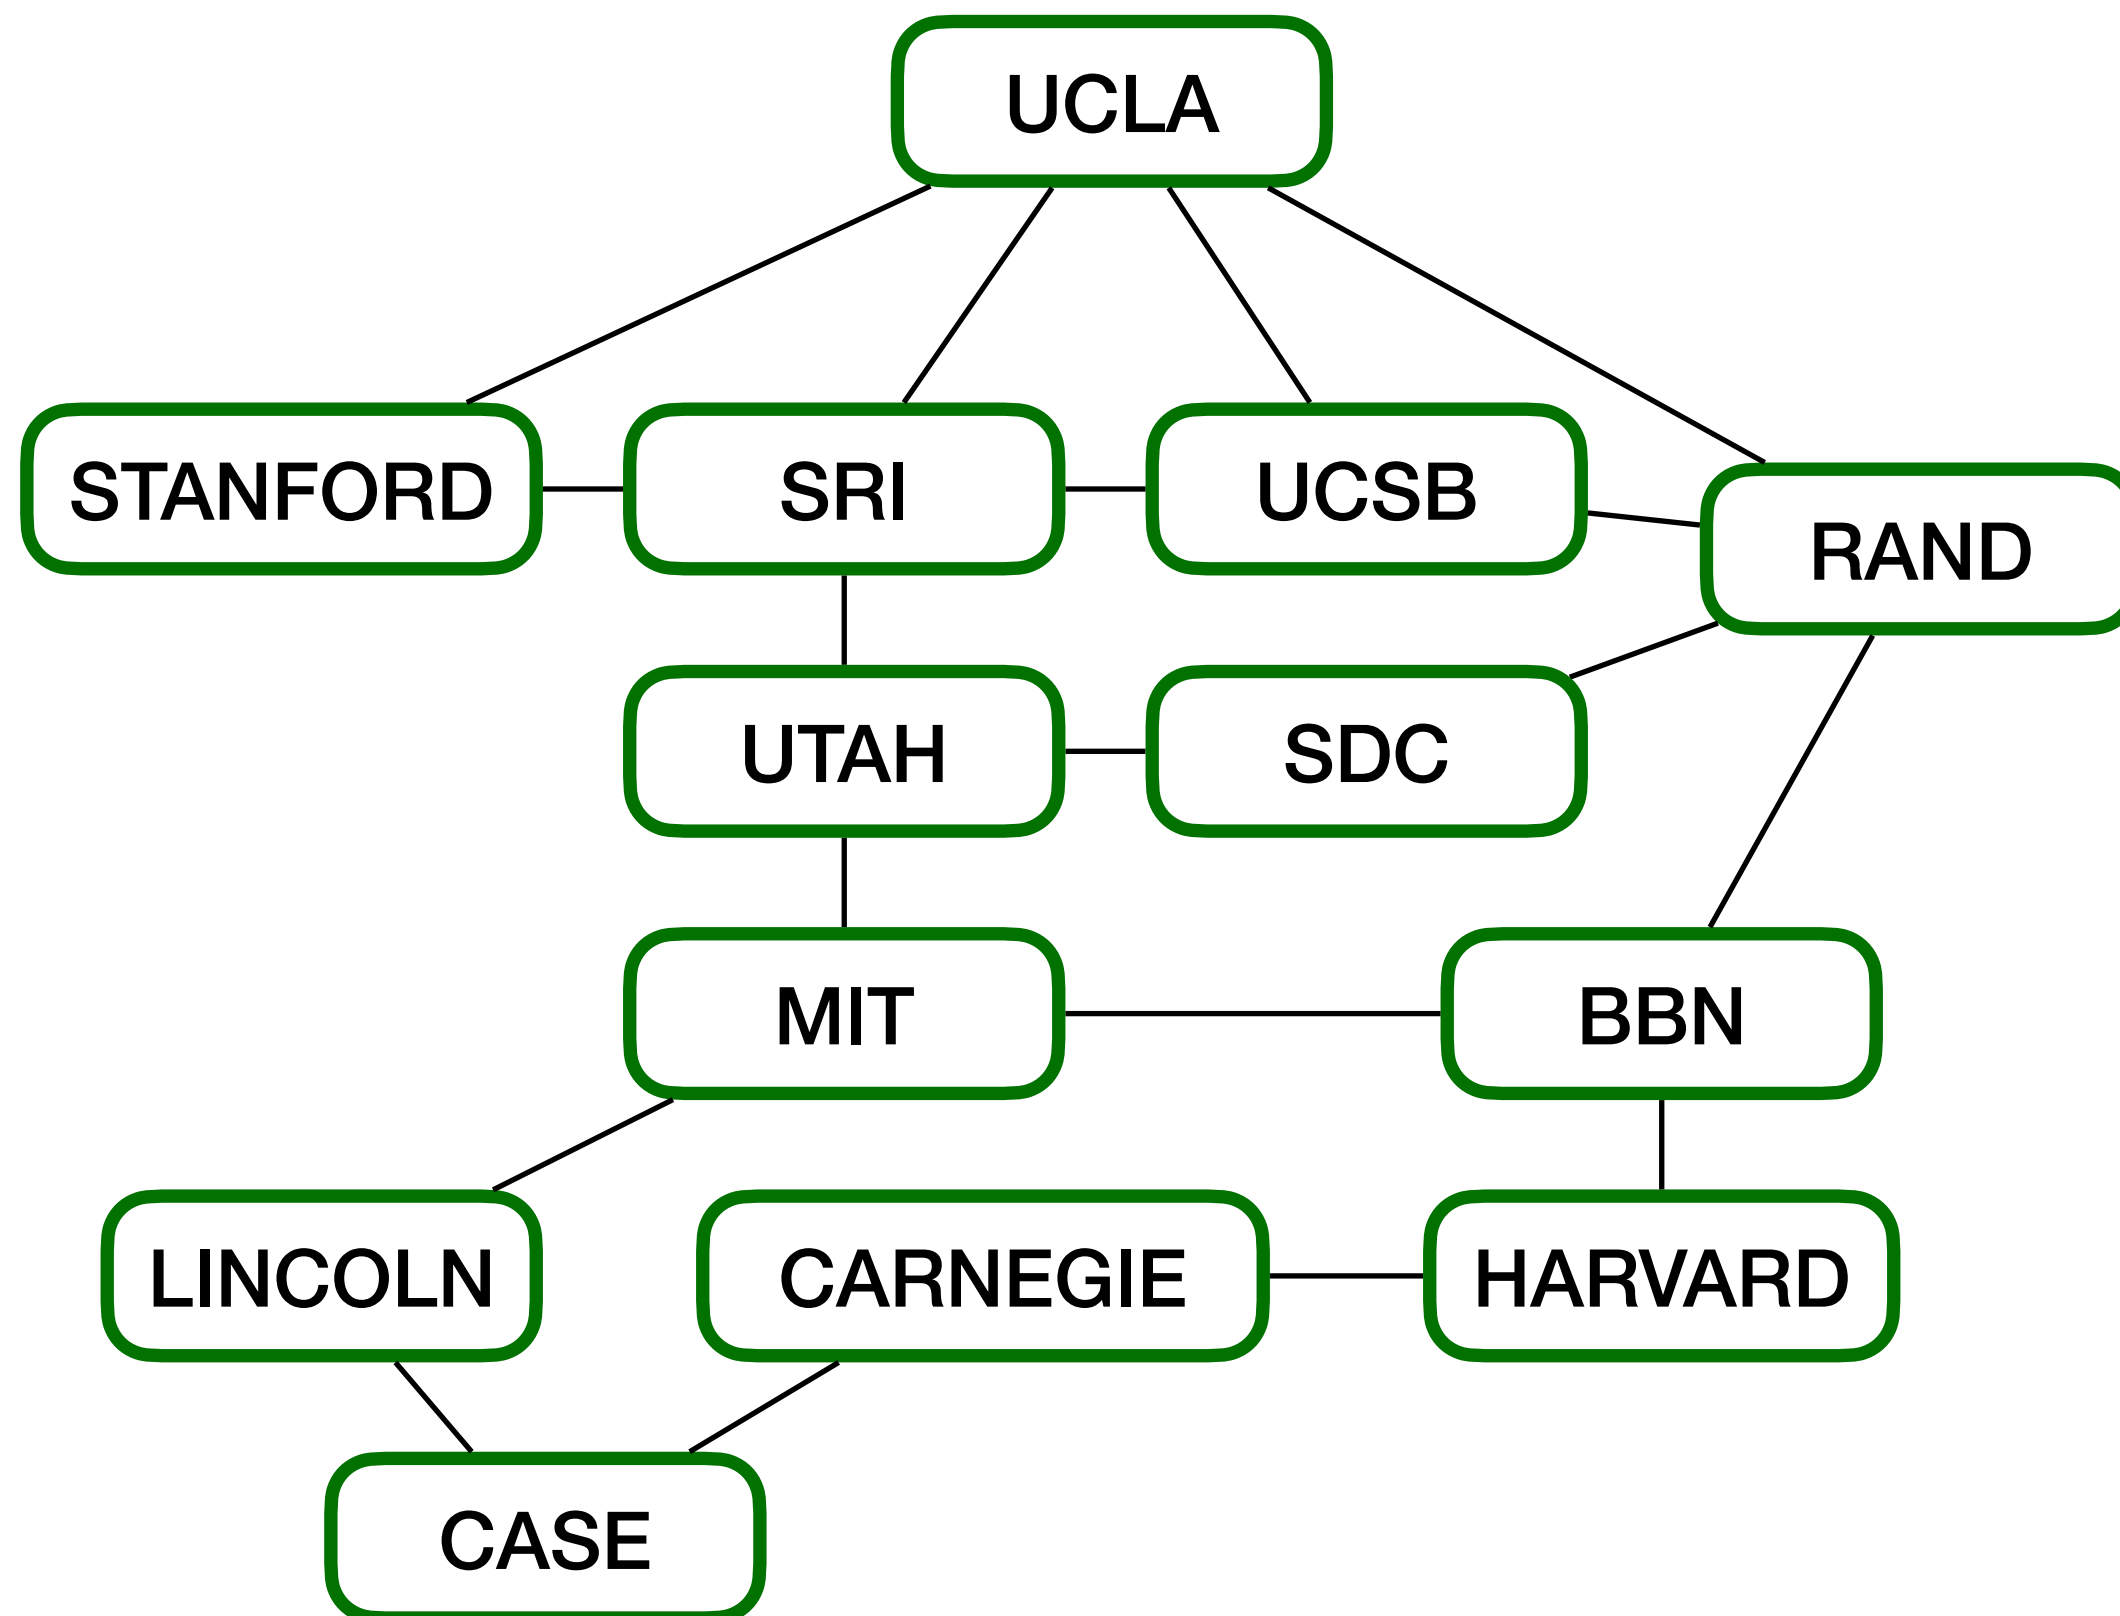 UCLA
STANFORD
SRI
UCSB
RAND
UTAH
SDC
MIT
BBN
LINCOLN
CARNEGIE
HARVARD
CASE